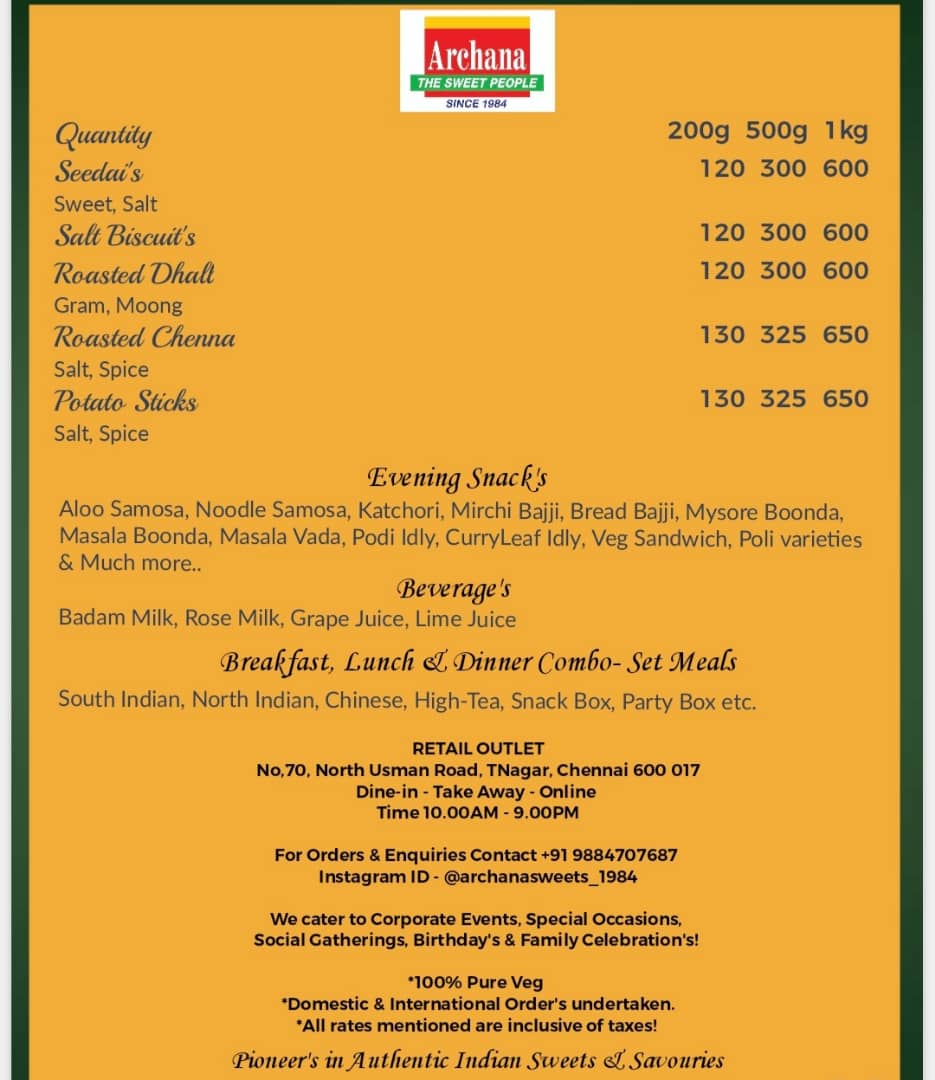 Archana
THE SWEET PEOPLE
SINCE 1984
Quantity 200g 500g 1kg
Seedai's 120 300 600
Sweet, Salt
Salt Biscuit's 120 300 600
Roasted Dhall 120 300 600
Gram, Moong
Roasted Chenna 130 325 650
Salt, Spice
Potato Sticks 130 325 650
Salt, Spice
Evening Snack's
Aloo Samosa, Noodle Samosa, Katchori, Mirchi Bajji, Bread Bajji, Mysore Boonda,
Masala Boonda, Masala Vada, Podi Idly, CurryLeaf Idly, Veg Sandwich, Poli varieties
& Much more..
Beverage's
Badam Milk, Rose Milk, Grape Juice, Lime Juice
Breakfast, Lunch & Dinner Combo- Set Meals
South Indian, North Indian, Chinese, High-Tea, Snack Box, Party Box etc.
RETAIL OUTLET
No,70, North Usman Road, TNagar, Chennai 600 017
Dine-in - Take Away - Online
Time 10.00AM - 9.00PM
For Orders & Enquiries Contact +91 9884707687
Instagram ID - @archanasweets_1984
We cater to Corporate Events, Special Occasions,
Social Gatherings, Birthday's & Family Celebration's!
*100% Pure Veg
*Domestic & International Order's undertaken.
*All rates mentioned are inclusive of taxes!
Pioneer's in Authentic Indian Sweets & Savouries